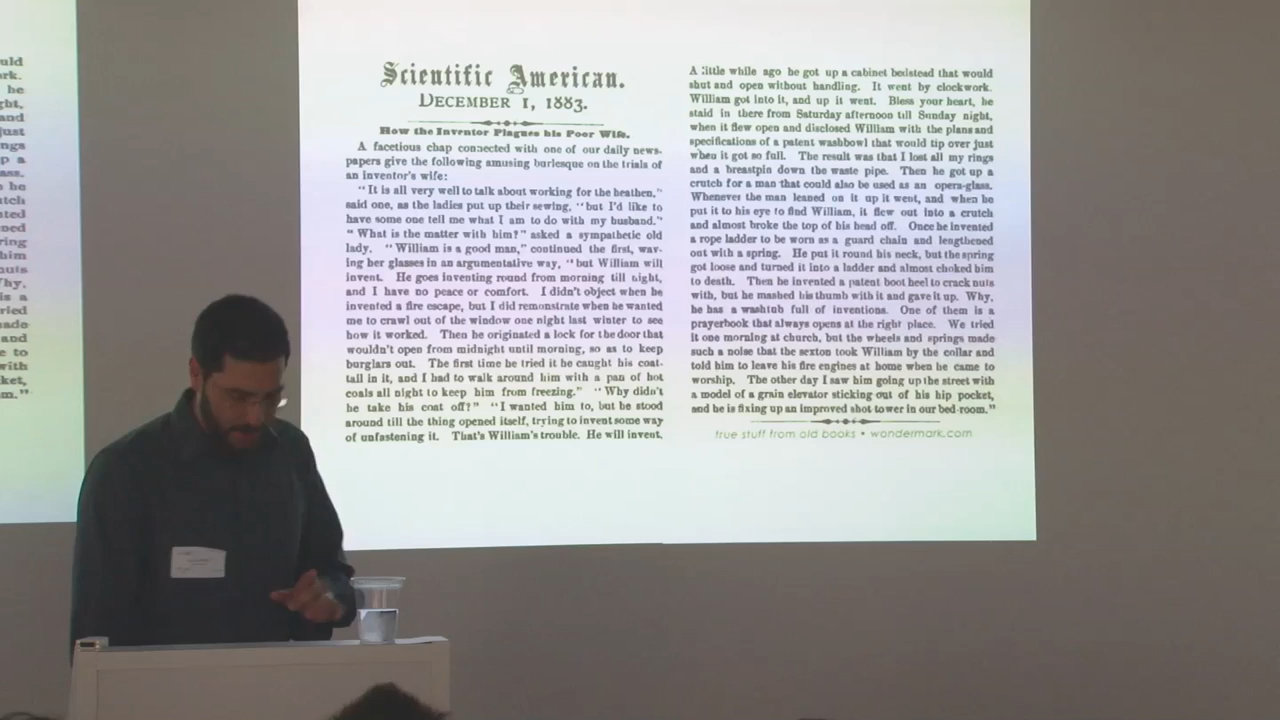 uld
rk.
he
ght,
and
just
ngs
p a
ass.
n he
utch
nted
ned
ring
him
nuts
Why,
is a
ried
ade
and
e to
with
ket,
m."
Scientific American.
DECEMBER 1, 1883.
How the Inventor Plagues his Poor Wife.
A facetious chap connected with one of our daily news-
papers give the following amusing burlesque on the trials of
an inventor's wife:
"It is all very well to talk about working for the heathen,"
said one, as the ladies put up their sewing, "but I'd like to
have some one tell me what I am to do with my husband."
"What is the matter with him?" asked a sympathetic old
lady. "William is a good man," continued the first, wav-
ing her glasses in an argumentative way, "but William will
invent. He goes inventing round from morning till night,
and I have no peace or comfort. I didn't object when he
invented a fire escape, but I did remonstrate when he wanted
me to crawl out of the window one night last winter to see
how it worked. Then he originated a lock for the door that
wouldn't open from midnight until morning, so as to keep
burglars out. The first time he tried it he caught his coat-
tail in it, and I had to walk around him with a pan of hot
coals all night to keep him from freezing." "Why didn't
he take his coat off?" "I wanted him to, but he stood
around till the thing opened itself, trying to invent some way
of unfastening it. That's William's trouble. He will invent.
A little while ago he got up a cabinet bedstead that would
shut and open without handling. It went by clockwork.
William got into it, and up it went. Bless your heart, he
staid in there from Saturday afternoon till Sunday night,
when it flew open and disclosed William with the plans and
specifications of a patent washbowl that would tip over just
when it got so full. The result was that I lost all my rings
and a breastpin down the waste pipe. Then he got up a
crutch for a man that could also be used as an opera-glass.
Whenever the man leaned on it up it went, and when he
put it to his eye to find William, it flew out into a crutch
and almost broke the top of his head off. Once he invented
a rope ladder to be worn as a guard chain and lengthened
out with a spring. He put it round his neck, but the spring
got loose and turned it into a ladder and almost choked him
to death. Then he invented a patent boot heel to crack nuts
with, but he mashed his thumb with it and gave it up. Why,
he has a washtub full of inventions. One of them is a
prayerbook that always opens at the right place. We tried
it one morning at church, but the wheels and springs made
such a noise that the sexton took William by the collar and
told him to leave his fire engines at home when he came to
worship. The other day I saw him going up the street with
a model of a grain elevator sticking out of his hip pocket,
and he is fixing up an improved shot tower in our bed-room."
true stuff from old books • wondermark.com